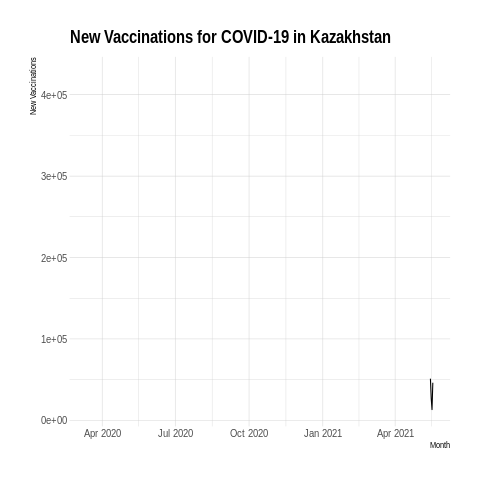 New Vaccinations for COVID-19 in Kazakhstan
New Vaccinations
4e+05
3e+05
2e+05
1e+05
0e+00
Apr 2020
Jul 2020
Oct 2020
Jan 2021
Apr 2021
Month